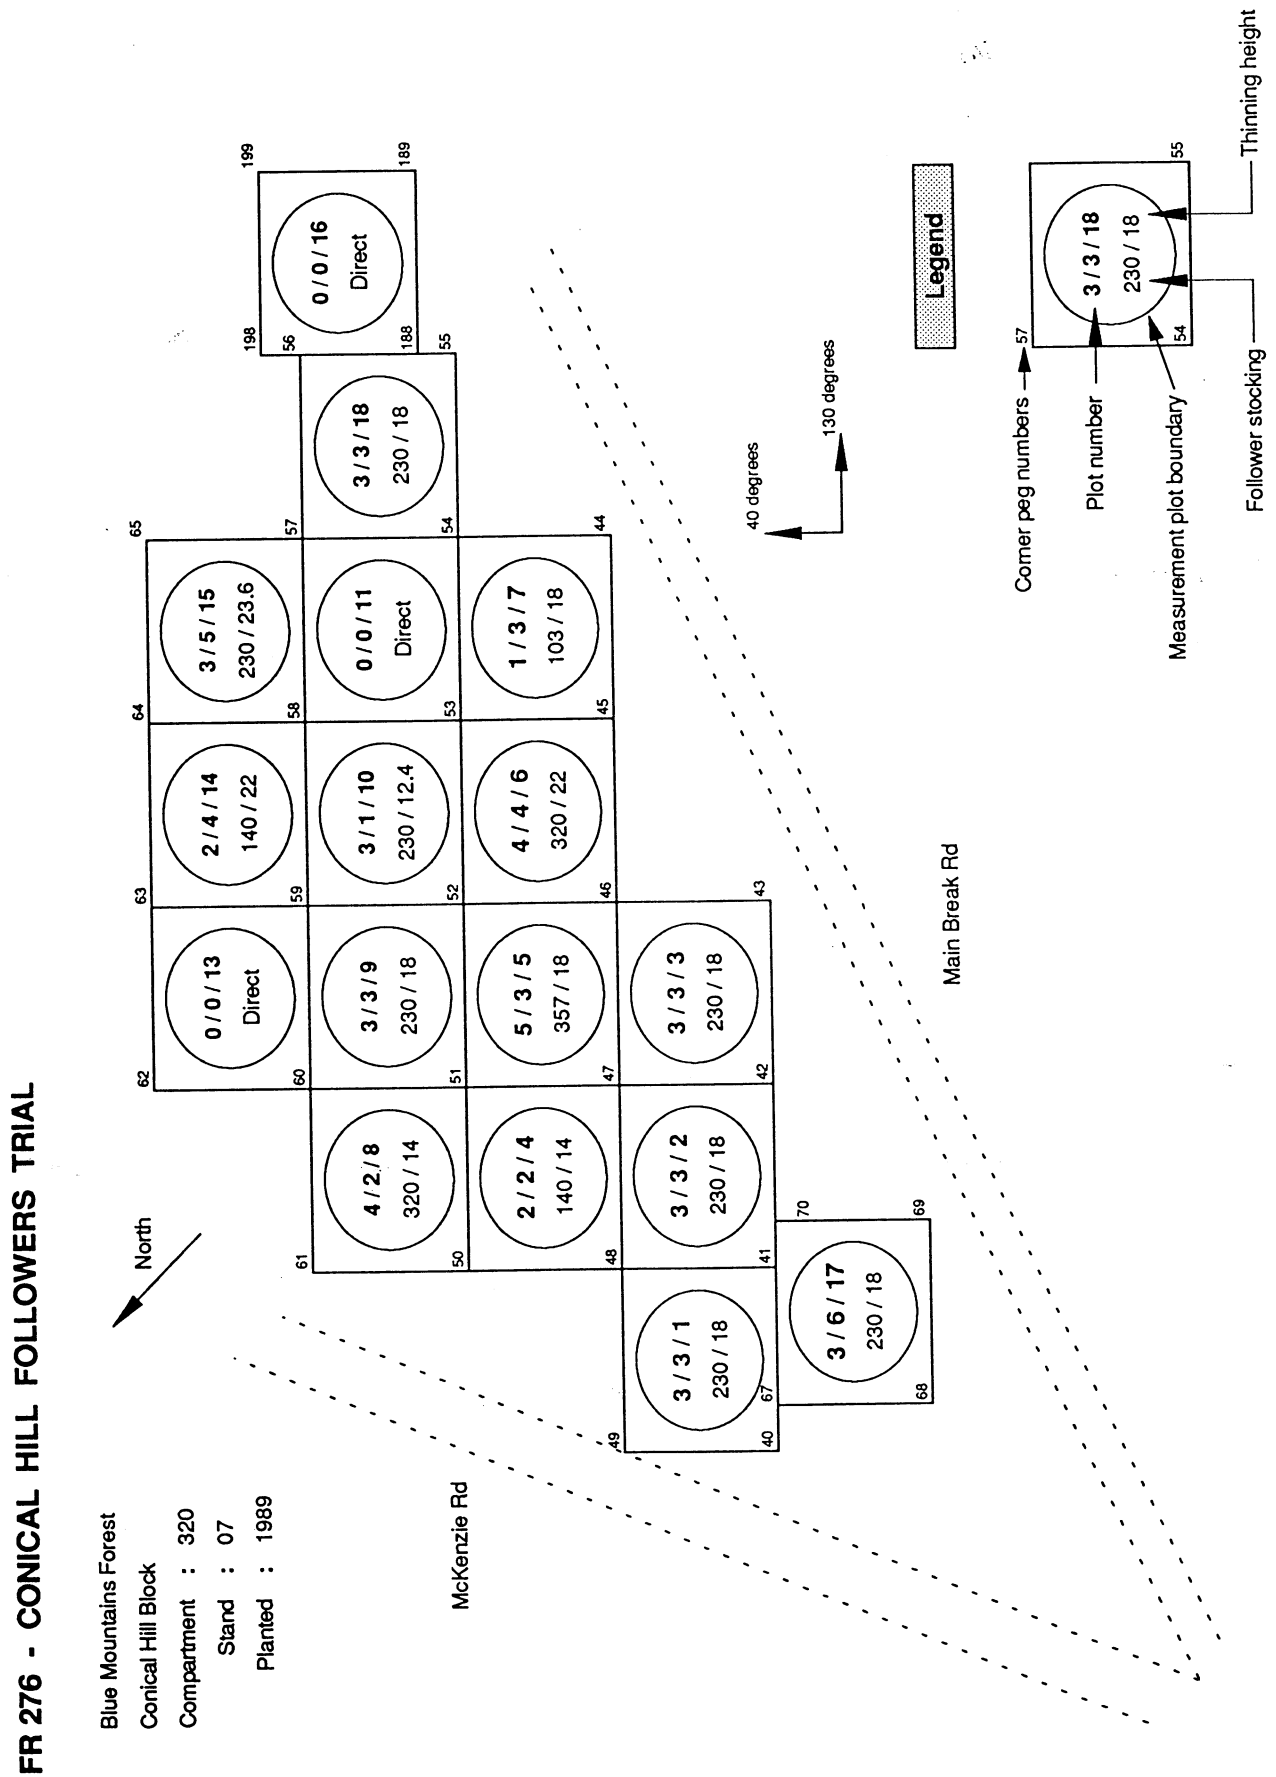 FR 276 - CONICAL HILL FOLLOWERS TRIAL
Blue Mountains Forest
Conical Hill Block
Compartment : 320
Stand : 07
Planted : 1989
North
McKenzie Rd
Main Break Rd
62
63
64
65
0 / 0 / 13
Direct
2 / 4 / 14
140 / 22
3 / 5 / 15
230 / 23.6
198
199
56
0 / 0 / 16
Direct
188
189
61
60
59
58
57
4 / 2 / 8
320 / 14
3 / 3 / 9
230 / 18
3 / 1 / 10
230 / 12.4
0 / 0 / 11
Direct
3 / 3 / 18
230 / 18
50
51
52
53
54
55
2 / 2 / 4
140 / 14
5 / 3 / 5
357 / 18
4 / 4 / 6
320 / 22
1 / 3 / 7
103 / 18
49
48
47
46
45
44
3 / 3 / 1
230 / 18
3 / 3 / 2
230 / 18
3 / 3 / 3
230 / 18
40
67
41
42
43
70
3 / 6 / 17
230 / 18
68
69
40 degrees
130 degrees
Legend
Corner peg numbers
57
Plot number
3 / 3 / 18
230 / 18
Measurement plot boundary
54
55
Follower stocking
Thinning height